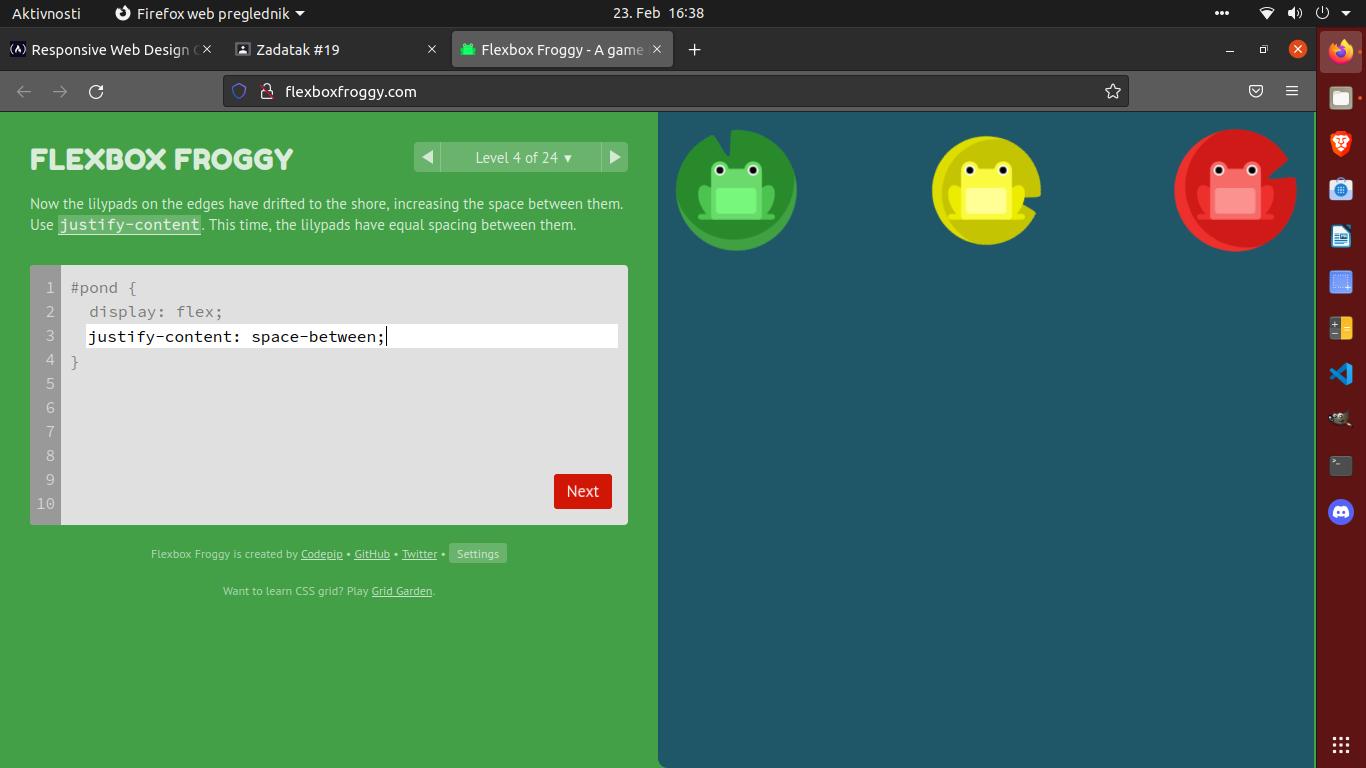 Aktivnosti
Firefox web preglednik
23. Feb 16:38
Responsive Web Design
Zadatak #19
Flexbox Froggy - A game
flexboxfroggy.com
FLEXBOX FROGGY
Level 4 of 24 ▾
Now the lilypads on the edges have drifted to the shore, increasing the space between them.
Use justify-content. This time, the lilypads have equal spacing between them.
1 #pond {
2 display: flex;
3 justify-content: space-between;
4 }
5
6
7
8
9
10
Next
Flexbox Froggy is created by Codepip • GitHub • Twitter • Settings
Want to learn CSS grid? Play Grid Garden.